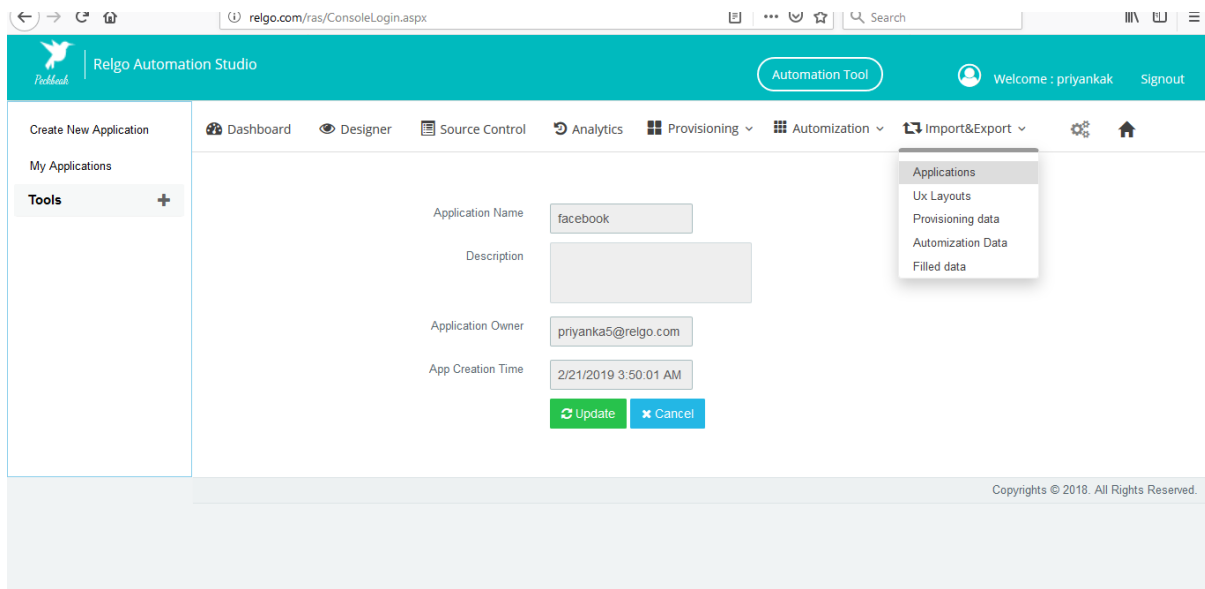 relgo.com/ras/ConsoleLogin.aspx
Search
Peckbeak
Relgo Automation Studio
Automation Tool
Welcome : priyankak
Signout
Create New Application
My Applications
Tools
Dashboard
Designer
Source Control
Analytics
Provisioning
Automization
Import&Export
Applications
Ux Layouts
Provisioning data
Automization Data
Filled data
Application Name
facebook
Description
Application Owner
priyanka5@relgo.com
App Creation Time
2/21/2019 3:50:01 AM
Update
Cancel
Copyrights © 2018. All Rights Reserved.